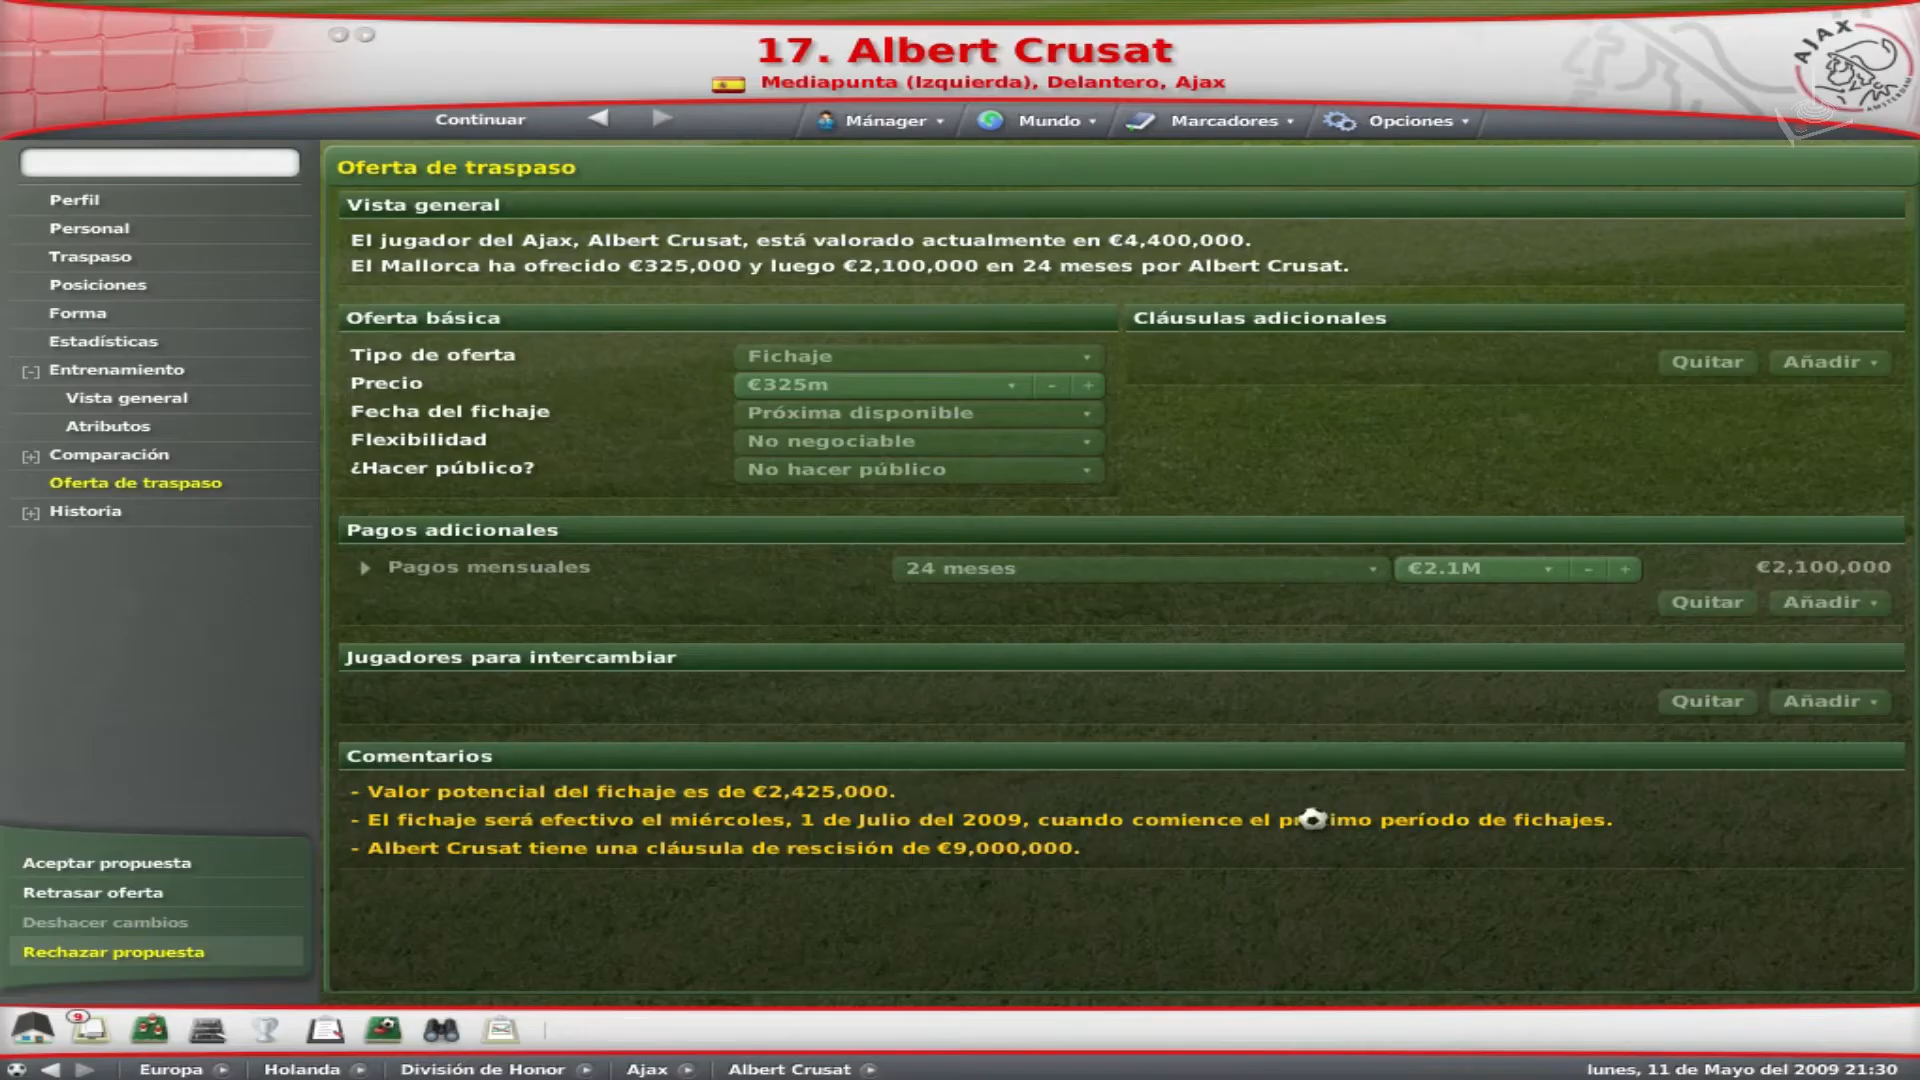 17. Albert Crusat
Mediapunta (Izquierda), Delantero, Ajax
AJAX
AMSTERDAM
Continuar
Mánager
Mundo
Marcadores
Opciones
Perfil
Personal
Traspaso
Posiciones
Forma
Estadísticas
[-] Entrenamiento
Vista general
Atributos
[+] Comparación
Oferta de traspaso
[+] Historia
Aceptar propuesta
Retrasar oferta
Deshacer cambios
Rechazar propuesta
Oferta de traspaso
Vista general
El jugador del Ajax, Albert Crusat, está valorado actualmente en €4,400,000.
El Mallorca ha ofrecido €325,000 y luego €2,100,000 en 24 meses por Albert Crusat.
Oferta básica
Tipo de oferta Fichaje
Precio €325m - +
Fecha del fichaje Próxima disponible
Flexibilidad No negociable
¿Hacer público? No hacer público
Cláusulas adicionales
Quitar Añadir
Pagos adicionales
Pagos mensuales 24 meses €2.1M - + €2,100,000
Quitar Añadir
Jugadores para intercambiar
Quitar Añadir
Comentarios
- Valor potencial del fichaje es de €2,425,000.
- El fichaje será efectivo el miércoles, 1 de Julio del 2009, cuando comience el período de fichajes.
- Albert Crusat tiene una cláusula de rescisión de €9,000,000.
9
Europa Holanda División de Honor Ajax Albert Crusat lunes, 11 de Mayo del 2009 21:30